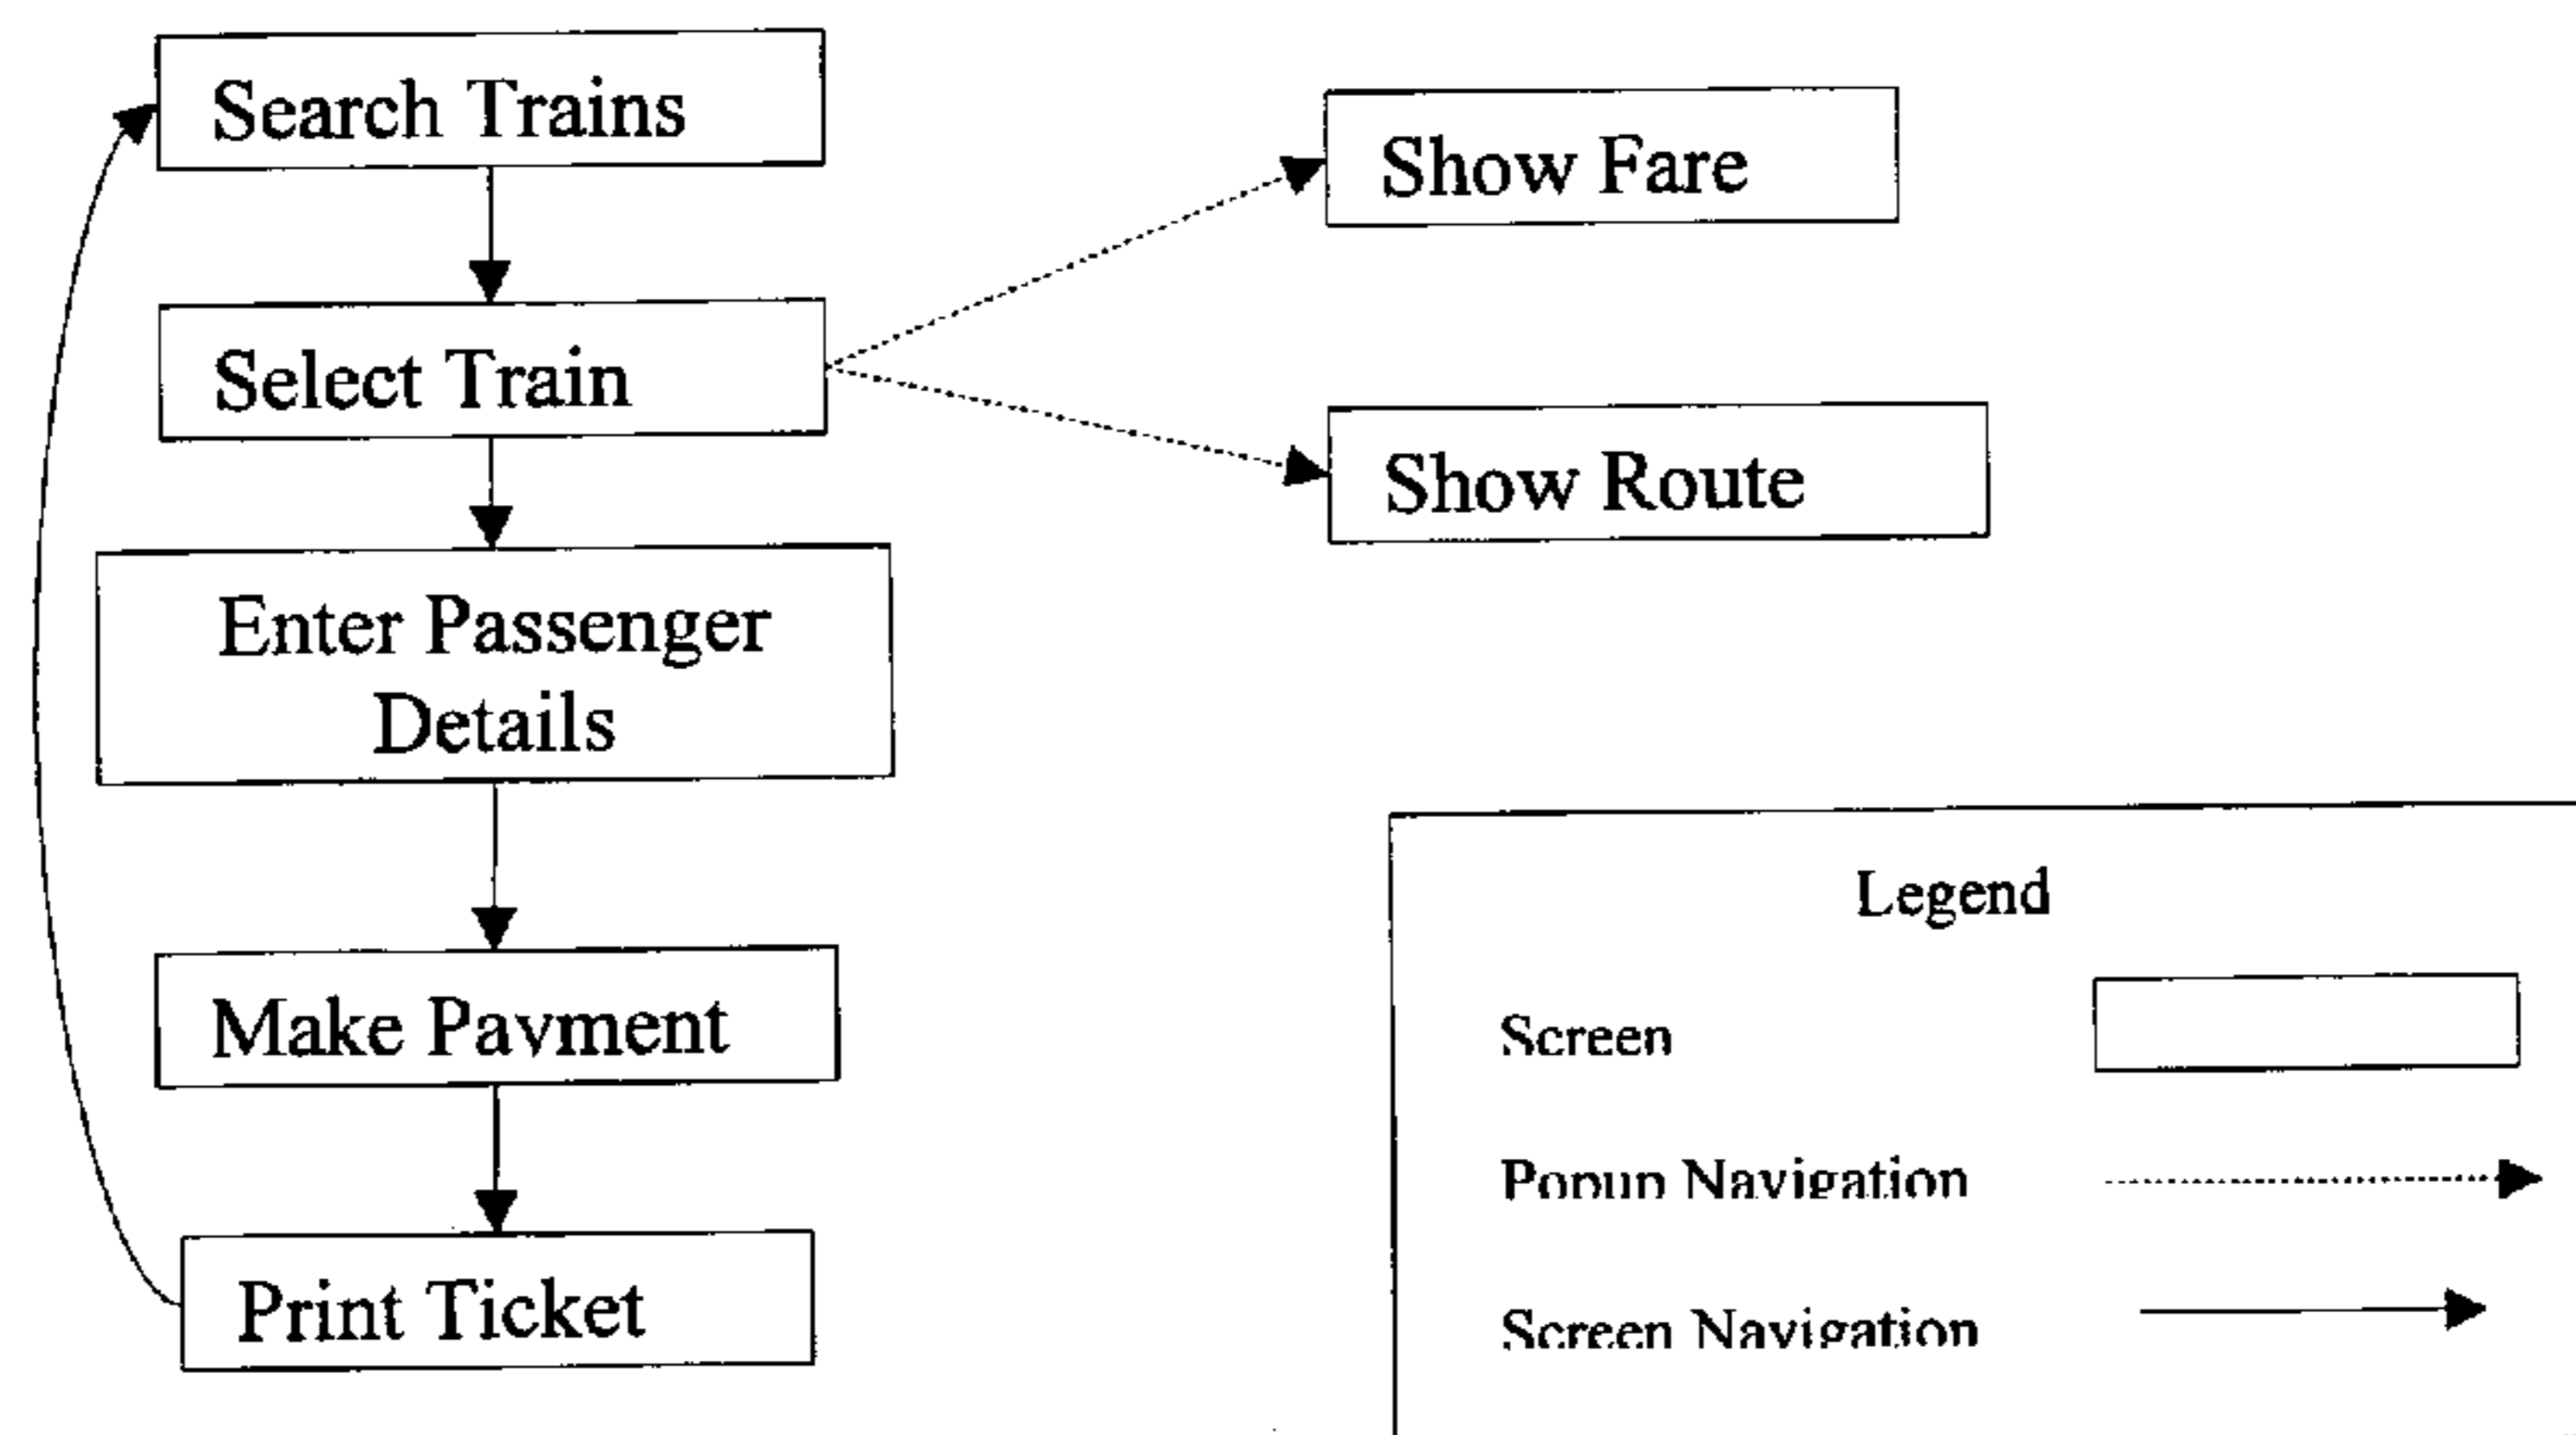 Search Trains
Show Fare
Select Train
Show Route
Enter Passenger
Details
Make Payment
Print Ticket
Legend
Screen
Popup Navigation
Screen Navigation